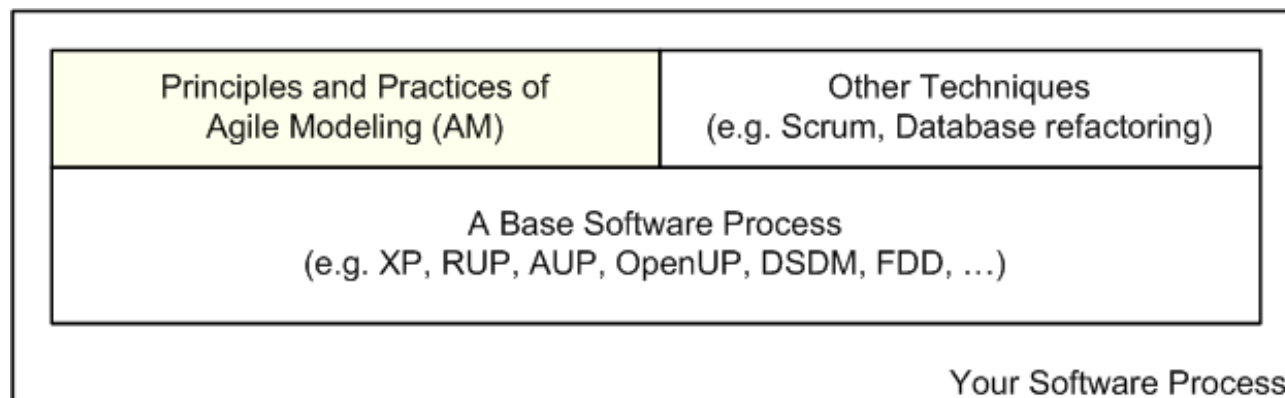 Principles and Practices of
Agile Modeling (AM)
Other Techniques
(e.g. Scrum, Database refactoring)
A Base Software Process
(e.g. XP, RUP, AUP, OpenUP, DSDM, FDD, …)
Your Software Process